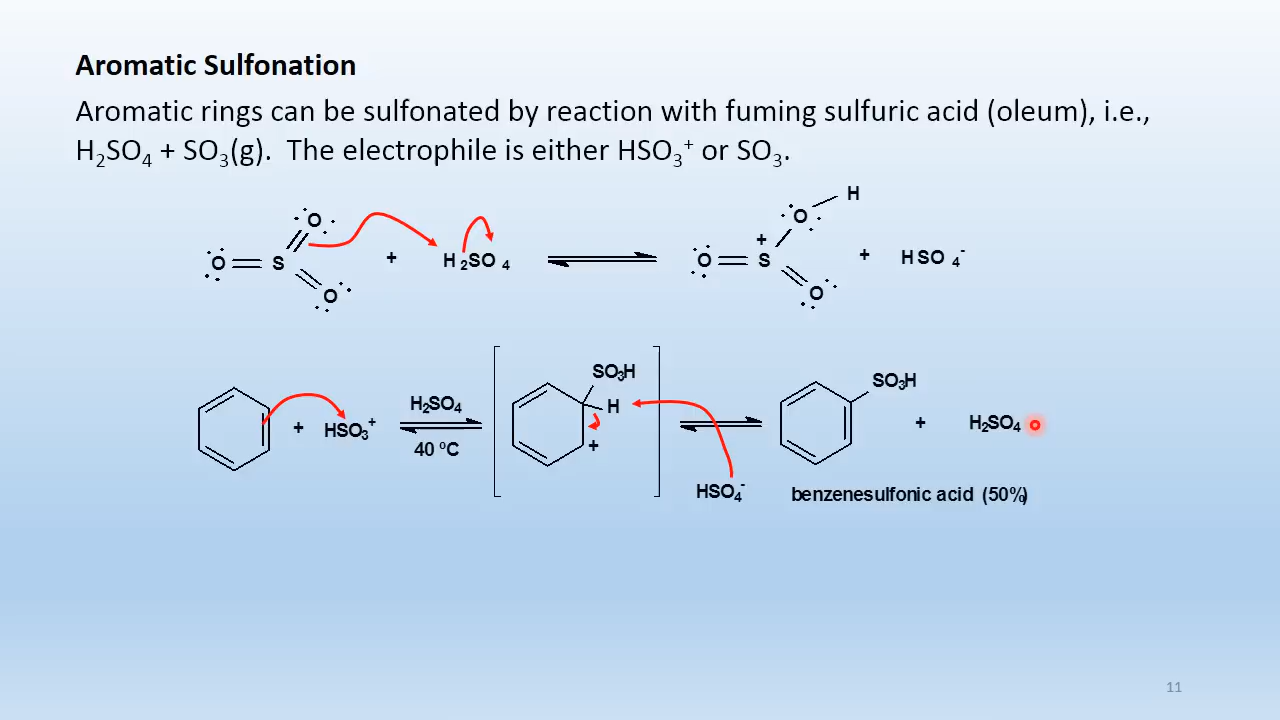 Aromatic Sulfonation
Aromatic rings can be sulfonated by reaction with fuming sulfuric acid (oleum), i.e.,
H₂SO₄ + SO₃(g). The electrophile is either HSO₃⁺ or SO₃.
O O S O + H₂SO₄ O H O S + O + HSO₄⁻
+ HSO₃⁺ H₂SO₄ 40 ºC SO₃H H + HSO₄⁻ SO₃H + H₂SO₄
benzenesulfonic acid (50%)
11